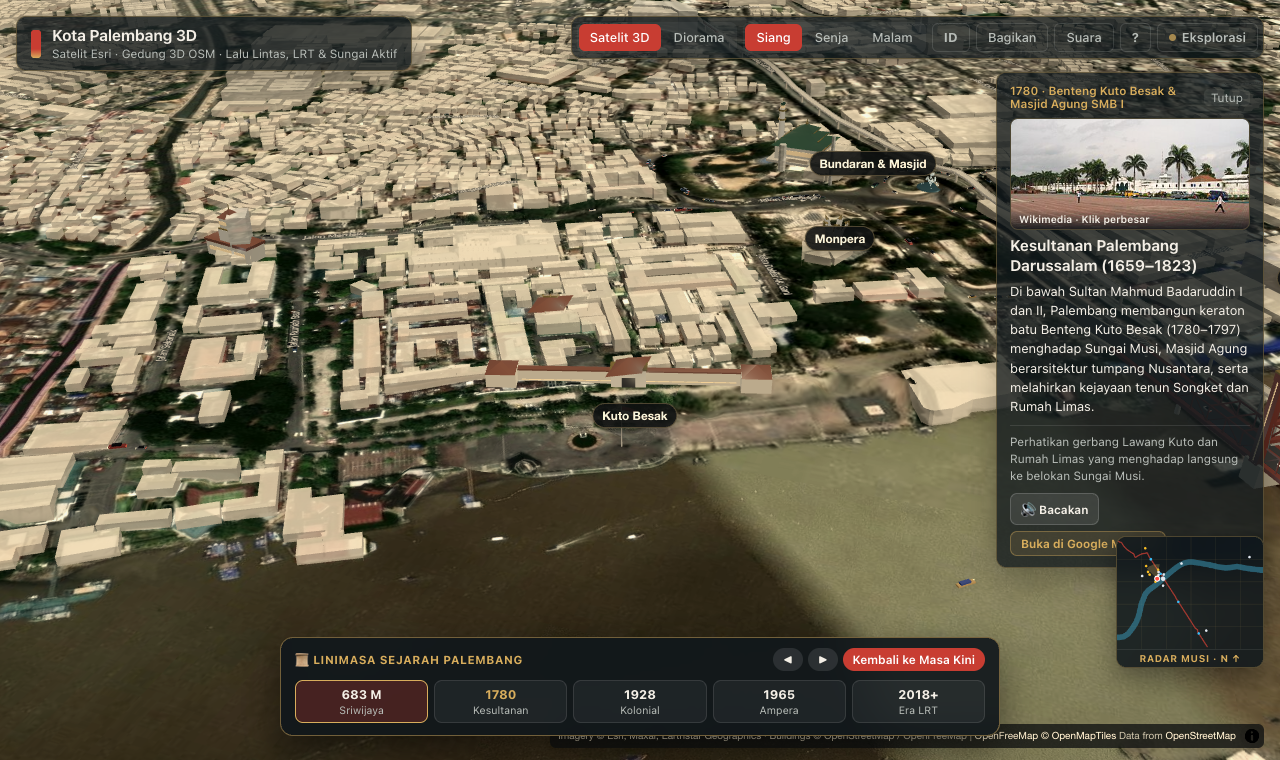 Kota Palembang 3D
Satelit Esri · Gedung 3D OSM · Lalu Lintas, LRT & Sungai Aktif
Satelit 3D
Diorama
Siang
Senja
Malam
ID
Bagikan
Suara
?
Eksplorasi
1780 · Benteng Kuto Besak &
Masjid Agung SMB I
Tutup
Wikimedia · Klik perbesar
Kesultanan Palembang
Darussalam (1659–1823)
Di bawah Sultan Mahmud Badaruddin I
dan II, Palembang membangun keraton
batu Benteng Kuto Besak (1780–1797)
menghadap Sungai Musi, Masjid Agung
berarsitektur tumpang Nusantara, serta
melahirkan kejayaan tenun Songket dan
Rumah Limas.
Perhatikan gerbang Lawang Kuto dan
Rumah Limas yang menghadap langsung
ke belokan Sungai Musi.
Bacakan
Buka di Google
RADAR MUSI · N ↑
Bundaran & Masjid
Monpera
Kuto Besak
LINIMASA SEJARAH PALEMBANG
◀
▶
Kembali ke Masa Kini
683 M
Sriwijaya
1780
Kesultanan
1928
Kolonial
1965
Ampera
2018+
Era LRT
Imagery © Esri, Maxar, Earthstar Geographics · Buildings © OpenStreetMap / OpenFreeMap | OpenFreeMap © OpenMapTiles Data from OpenStreetMap